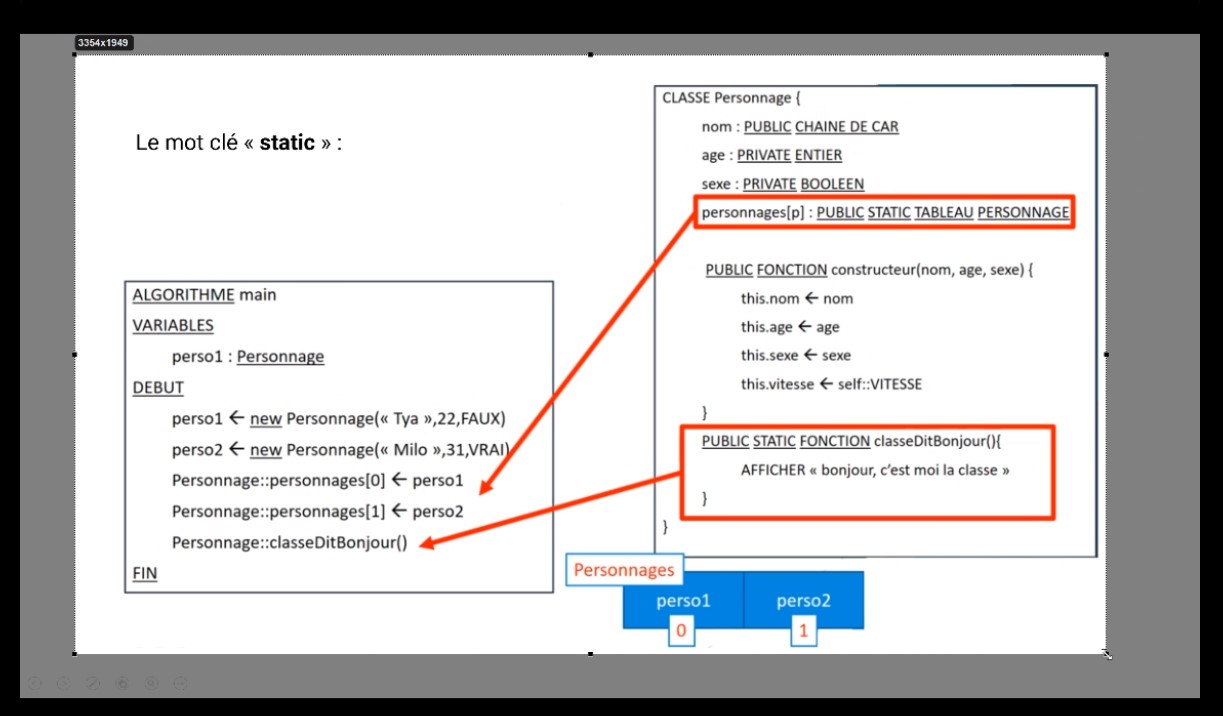 3354x1949
Le mot clé « static » :
ALGORITHME main
VARIABLES
perso1 : Personnage
DEBUT
perso1 ← new Personnage(« Tya »,22,FAUX)
perso2 ← new Personnage(« Milo »,31,VRAI)
Personnage::personnages[0] ← perso1
Personnage::personnages[1] ← perso2
Personnage::classeDitBonjour()
FIN
CLASSE Personnage {
nom : PUBLIC CHAINE DE CAR
age : PRIVATE ENTIER
sexe : PRIVATE BOOLEEN
personnages[p] : PUBLIC STATIC TABLEAU PERSONNAGE
PUBLIC FONCTION constructeur(nom, age, sexe) {
this.nom ← nom
this.age ← age
this.sexe ← sexe
this.vitesse ← self::VITESSE
}
PUBLIC STATIC FONCTION classeDitBonjour(){
AFFICHER « bonjour, c'est moi la classe »
}
}
Personnages
perso1 perso2
0 1